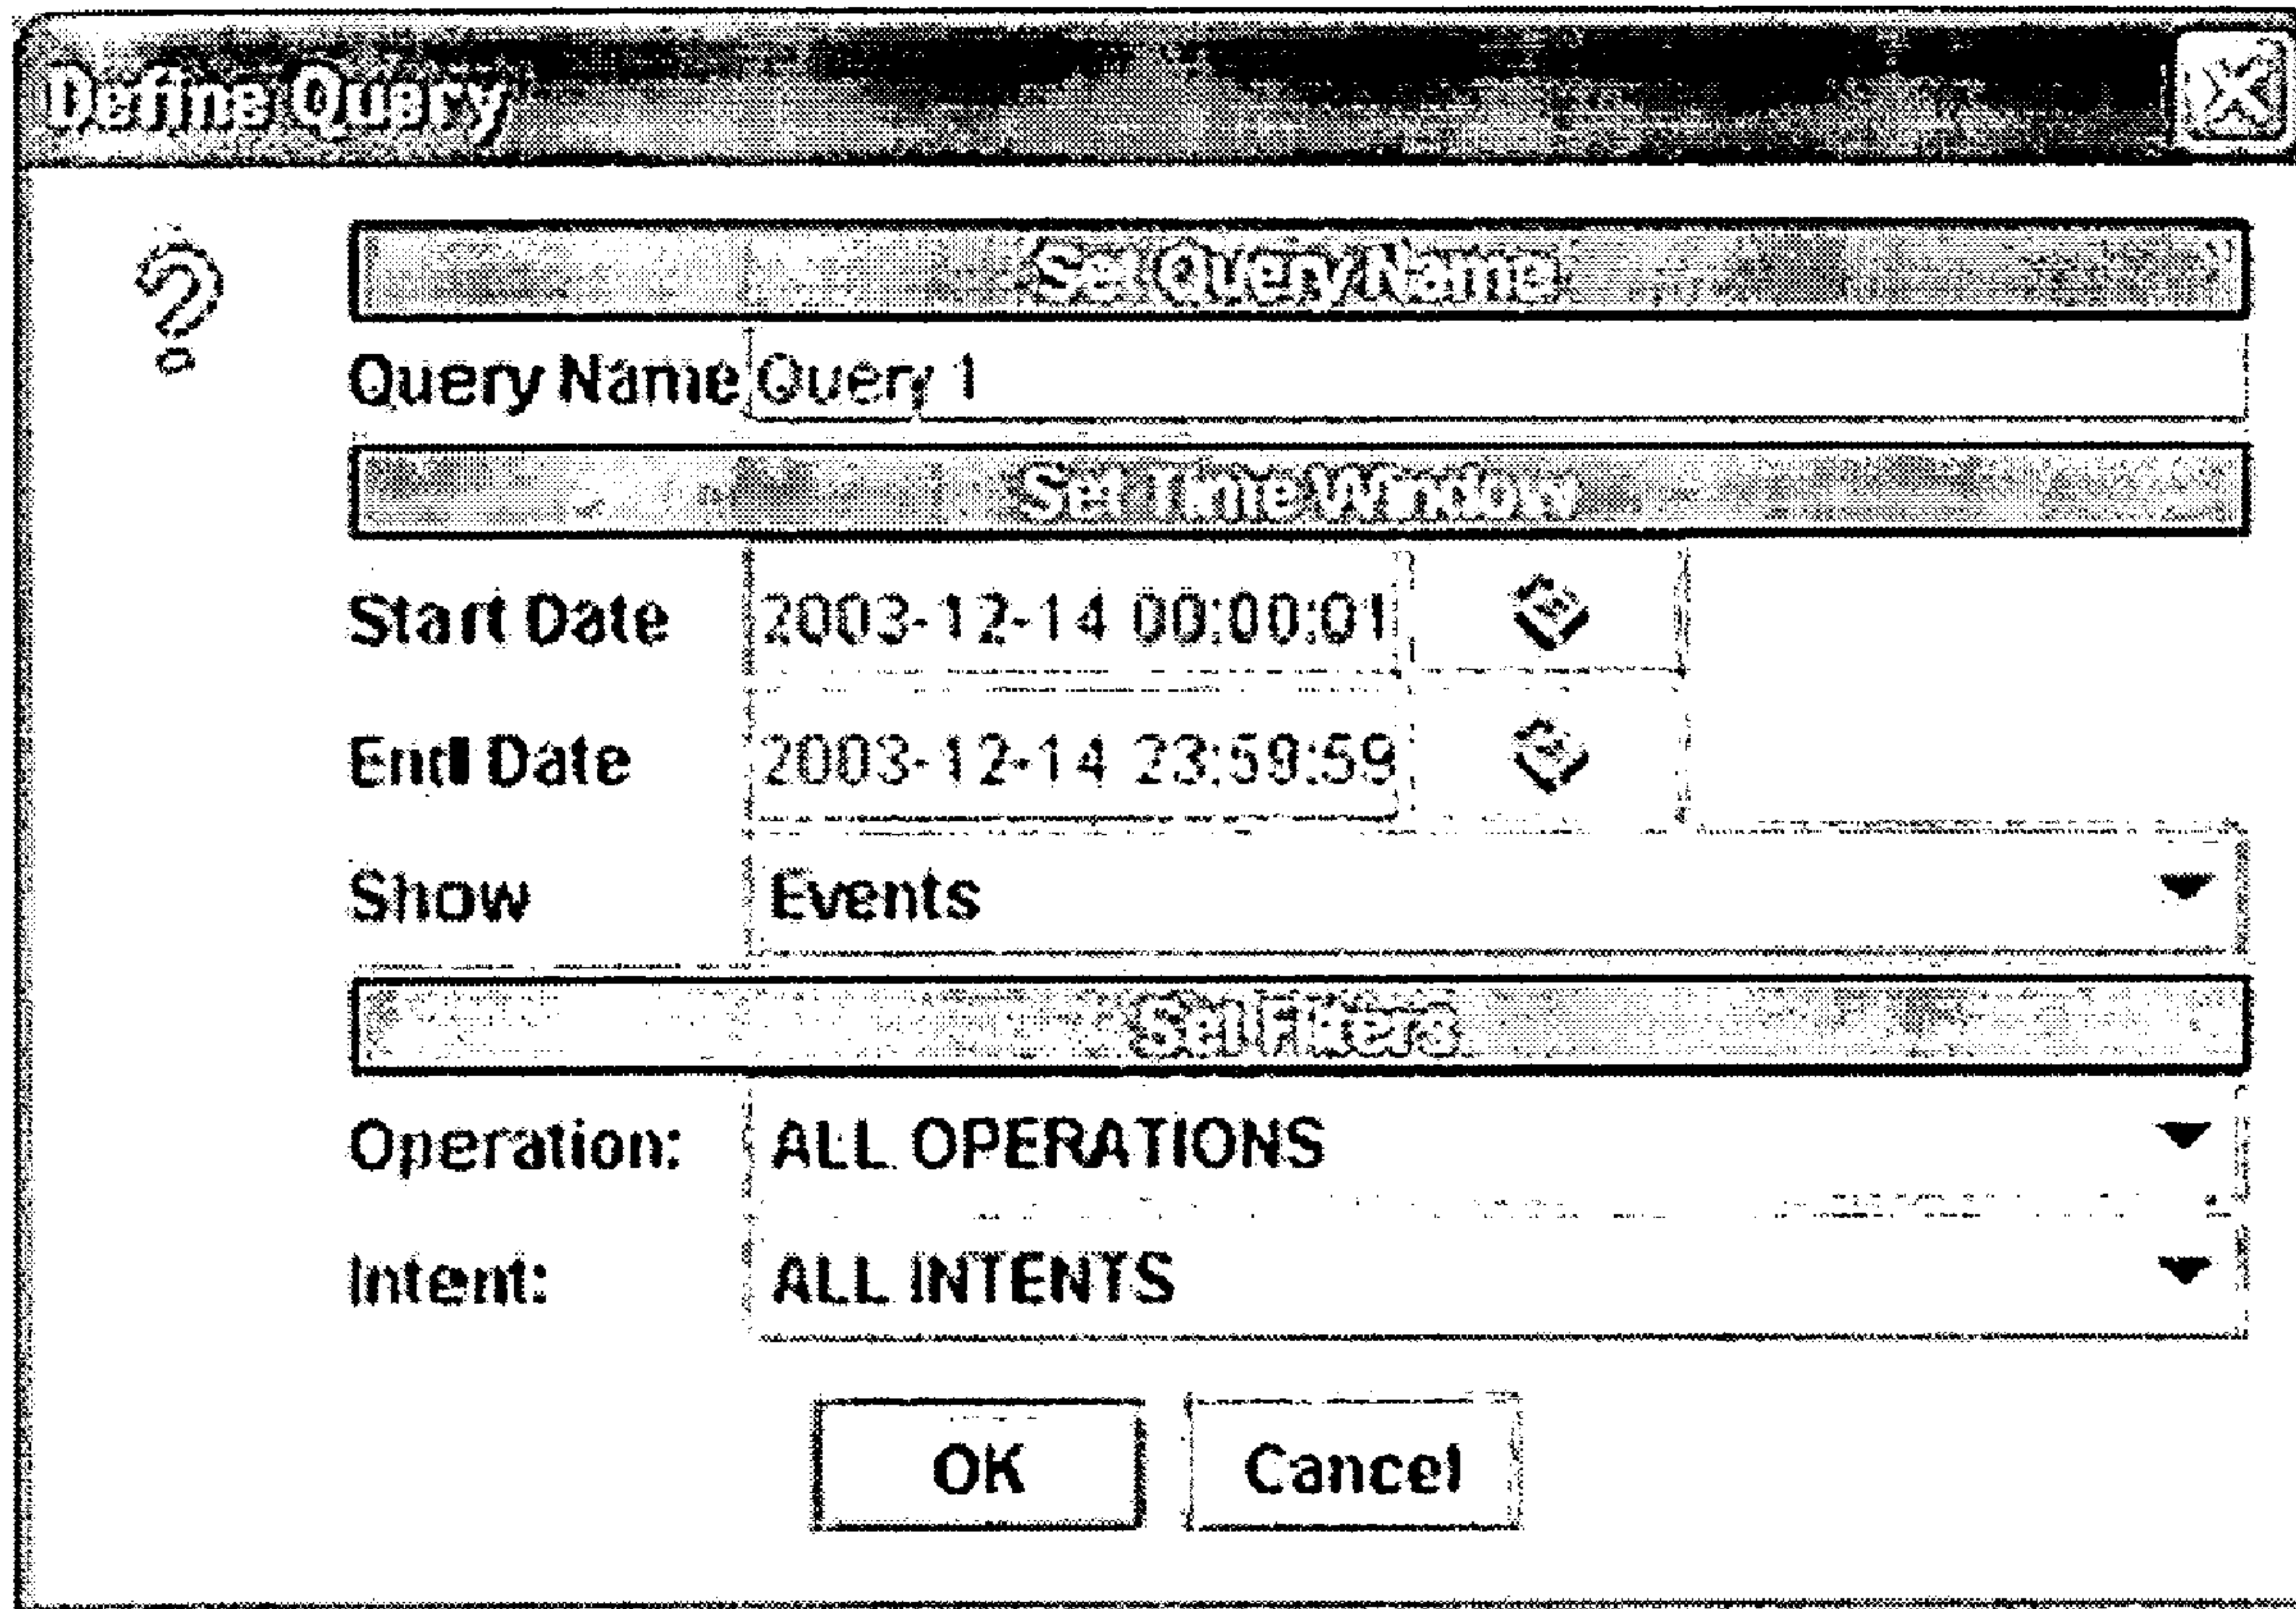 Define Query
Set Query Name
Query Name Query 1
Set Time Window
Start Date 2003-12-14 00:00:01
End Date 2003-12-14 23:59:59
Show Events
Set Filters
Operation: ALL OPERATIONS
Intent: ALL INTENTS
OK Cancel